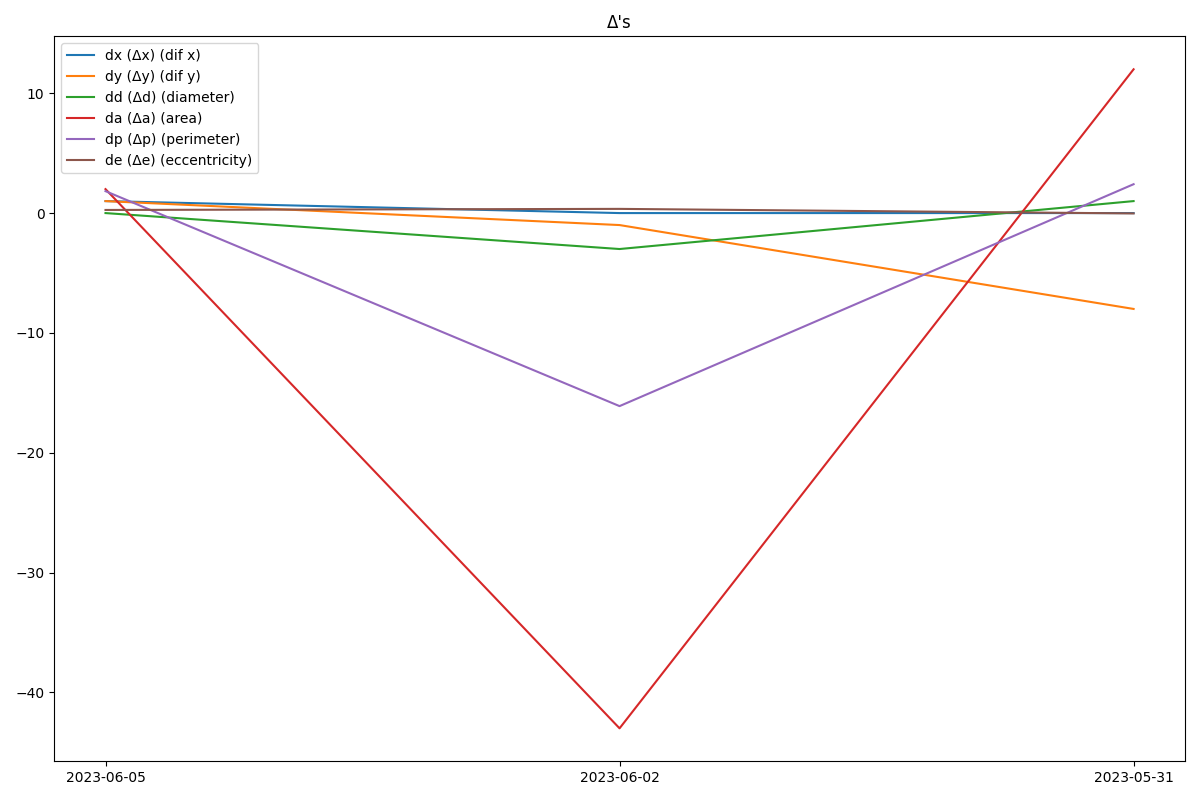 Δ's
dx (Δx) (dif x)
dy (Δy) (dif y)
dd (Δd) (diameter)
da (Δa) (area)
dp (Δp) (perimeter)
de (Δe) (eccentricity)
10
0
−10
−20
−30
−40
2023-06-05 2023-06-02 2023-05-31